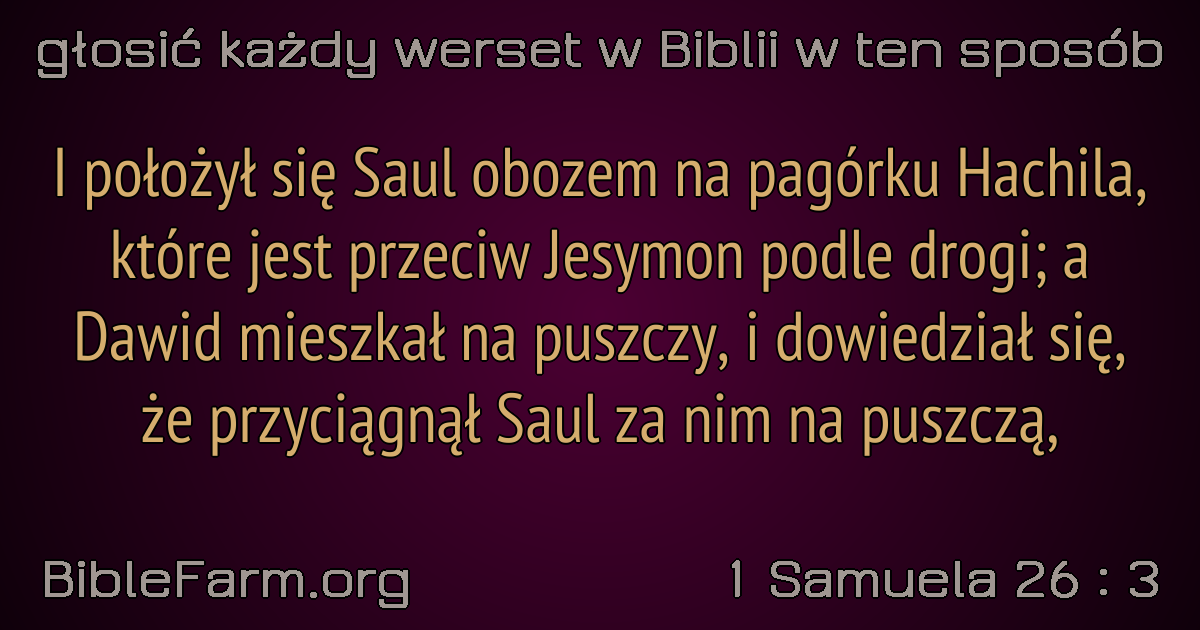 głosić każdy werset w Biblii w ten sposób
I położył się Saul obozem na pagórku Hachila,
które jest przeciw Jesymon podle drogi; a
Dawid mieszkał na puszczy, i dowiedział się,
że przyciągnął Saul za nim na puszczą,
BibleFarm.org
1 Samuela 26 : 3